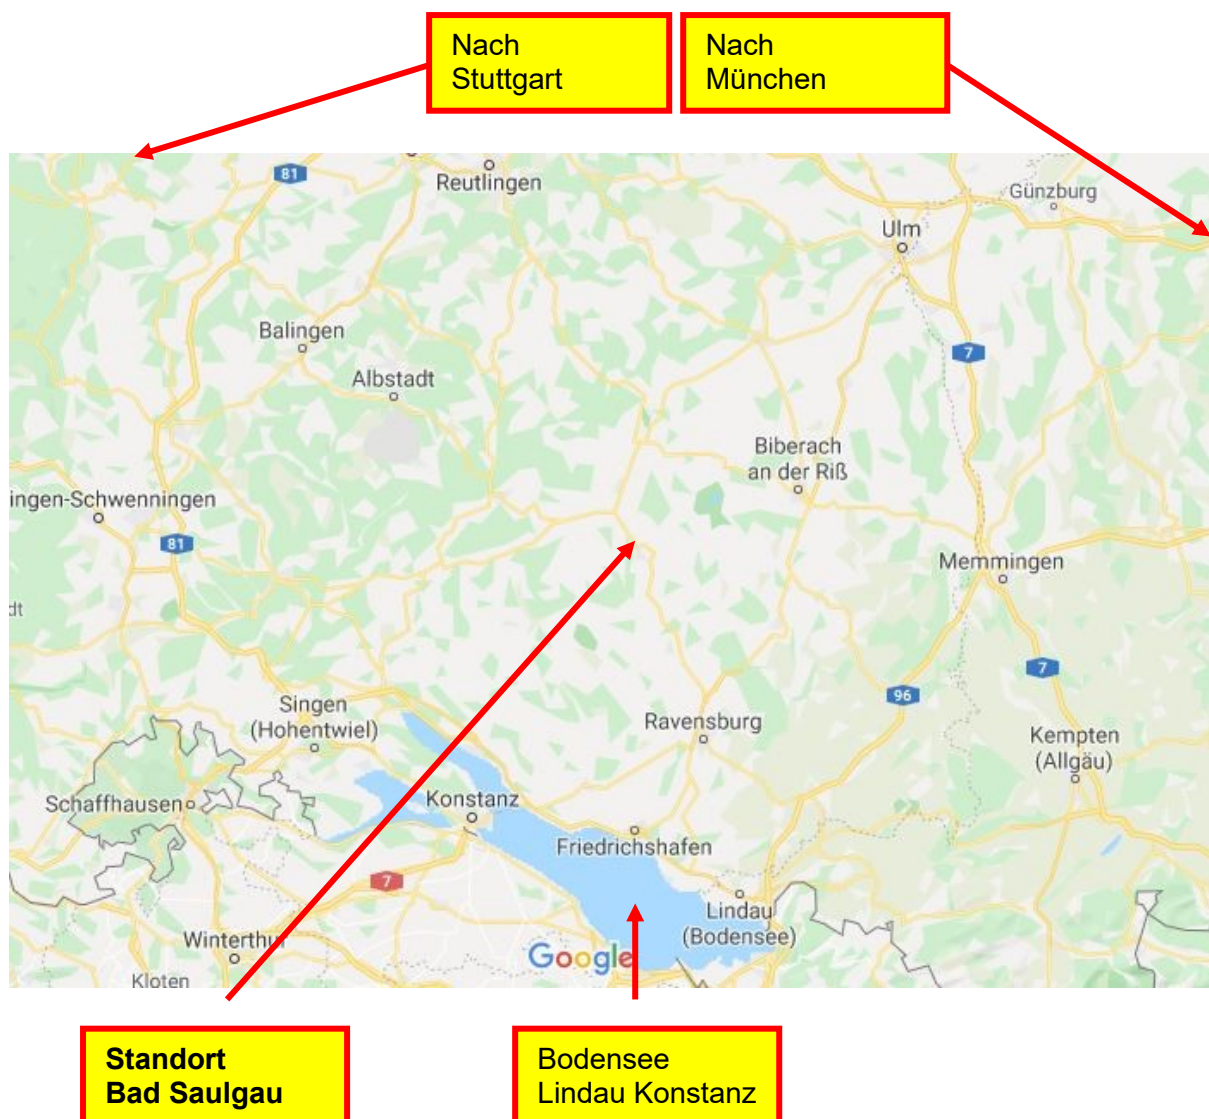 Nach
Stuttgart
Nach
München
81
Reutlingen
Günzburg
Ulm
Balingen
7
Albstadt
Biberach
an der Riß
ingen-Schwenningen
81
Memmingen
dt
7
96
Singen
(Hohentwiel)
Ravensburg
Kempten
(Allgäu)
Schaffhausen
Konstanz
Friedrichshafen
7
Lindau
(Bodensee)
Winterthur
Google
Kloten
Standort
Bad Saulgau
Bodensee
Lindau Konstanz